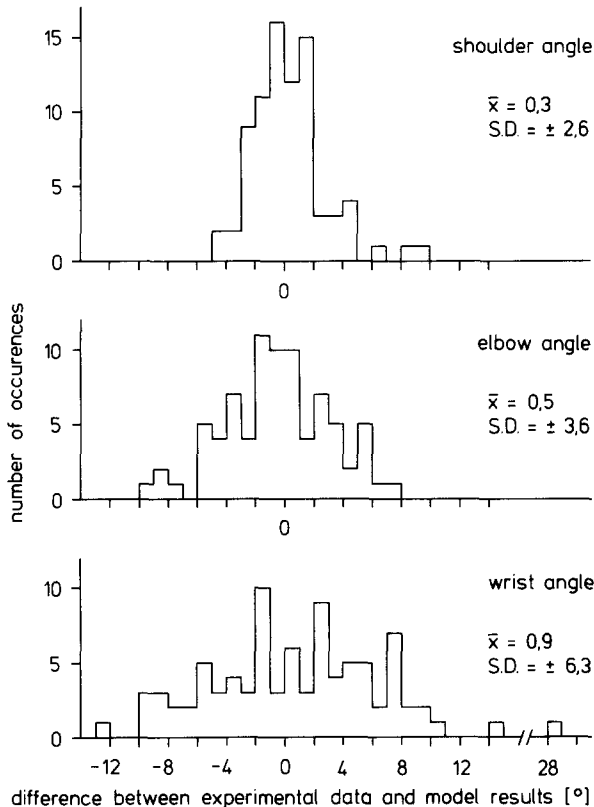 15
10
5
0
shoulder angle
x̄ = 0,3
S.D. = ± 2,6
0
number of occurences
10
5
0
elbow angle
x̄ = 0,5
S.D. = ± 3,6
0
10
5
0
wrist angle
x̄ = 0,9
S.D. = ± 6,3
-12 -8 -4 0 4 8 12 28
difference between experimental data and model results [°]